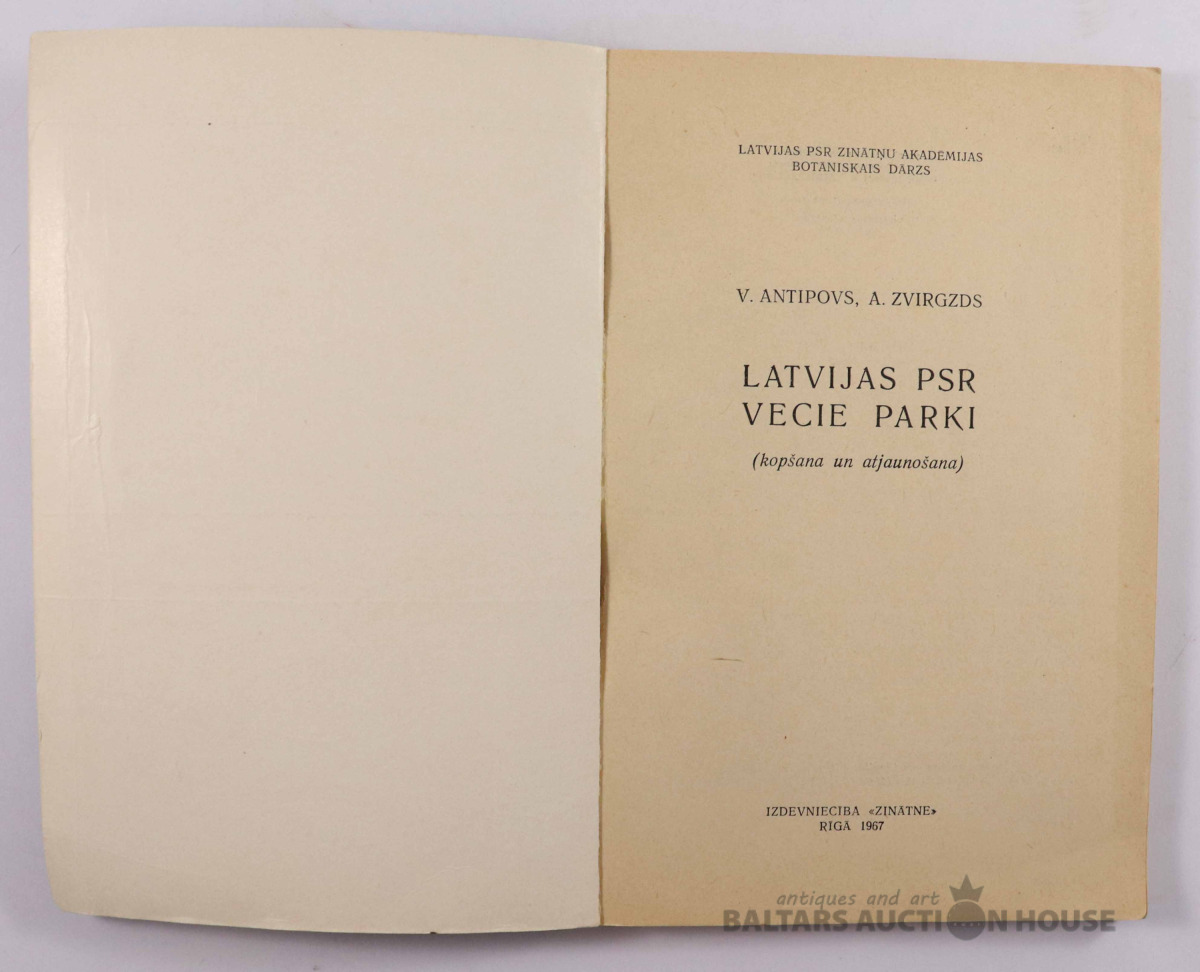 LATVIJAS PSR ZINĀTŅU AKADĒMIJAS
BOTĀNISKAIS DĀRZS
V. ANTIPOVS, A. ZVIRGZDS
LATVIJAS PSR
VECIE PARKI
(kopšana un atjaunošana)
IZDEVNIECĪBA «ZINĀTNE»
RĪGĀ 1967
antiques and art
BALTARS AUCTION HOUSE